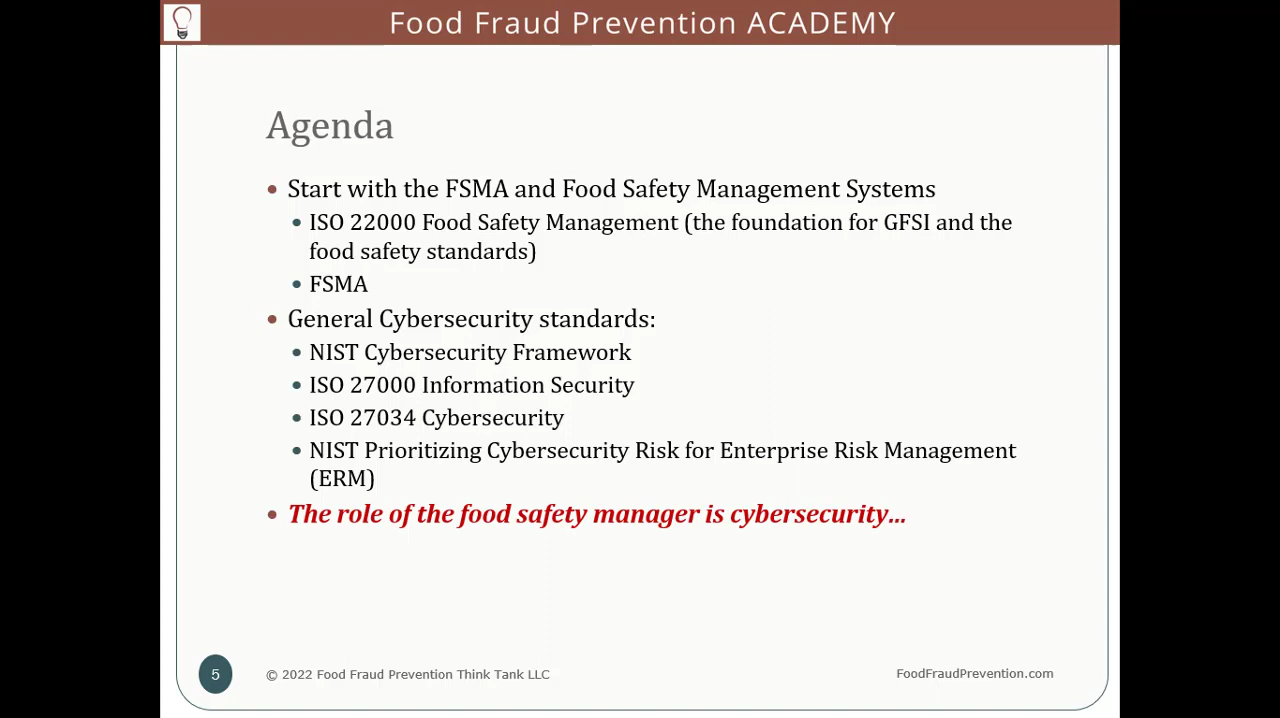 Food Fraud Prevention ACADEMY
Agenda
Start with the FSMA and Food Safety Management Systems
ISO 22000 Food Safety Management (the foundation for GFSI and the
food safety standards)
FSMA
General Cybersecurity standards:
NIST Cybersecurity Framework
ISO 27000 Information Security
ISO 27034 Cybersecurity
NIST Prioritizing Cybersecurity Risk for Enterprise Risk Management
(ERM)
The role of the food safety manager is cybersecurity...
5
© 2022 Food Fraud Prevention Think Tank LLC
FoodFraudPrevention.com